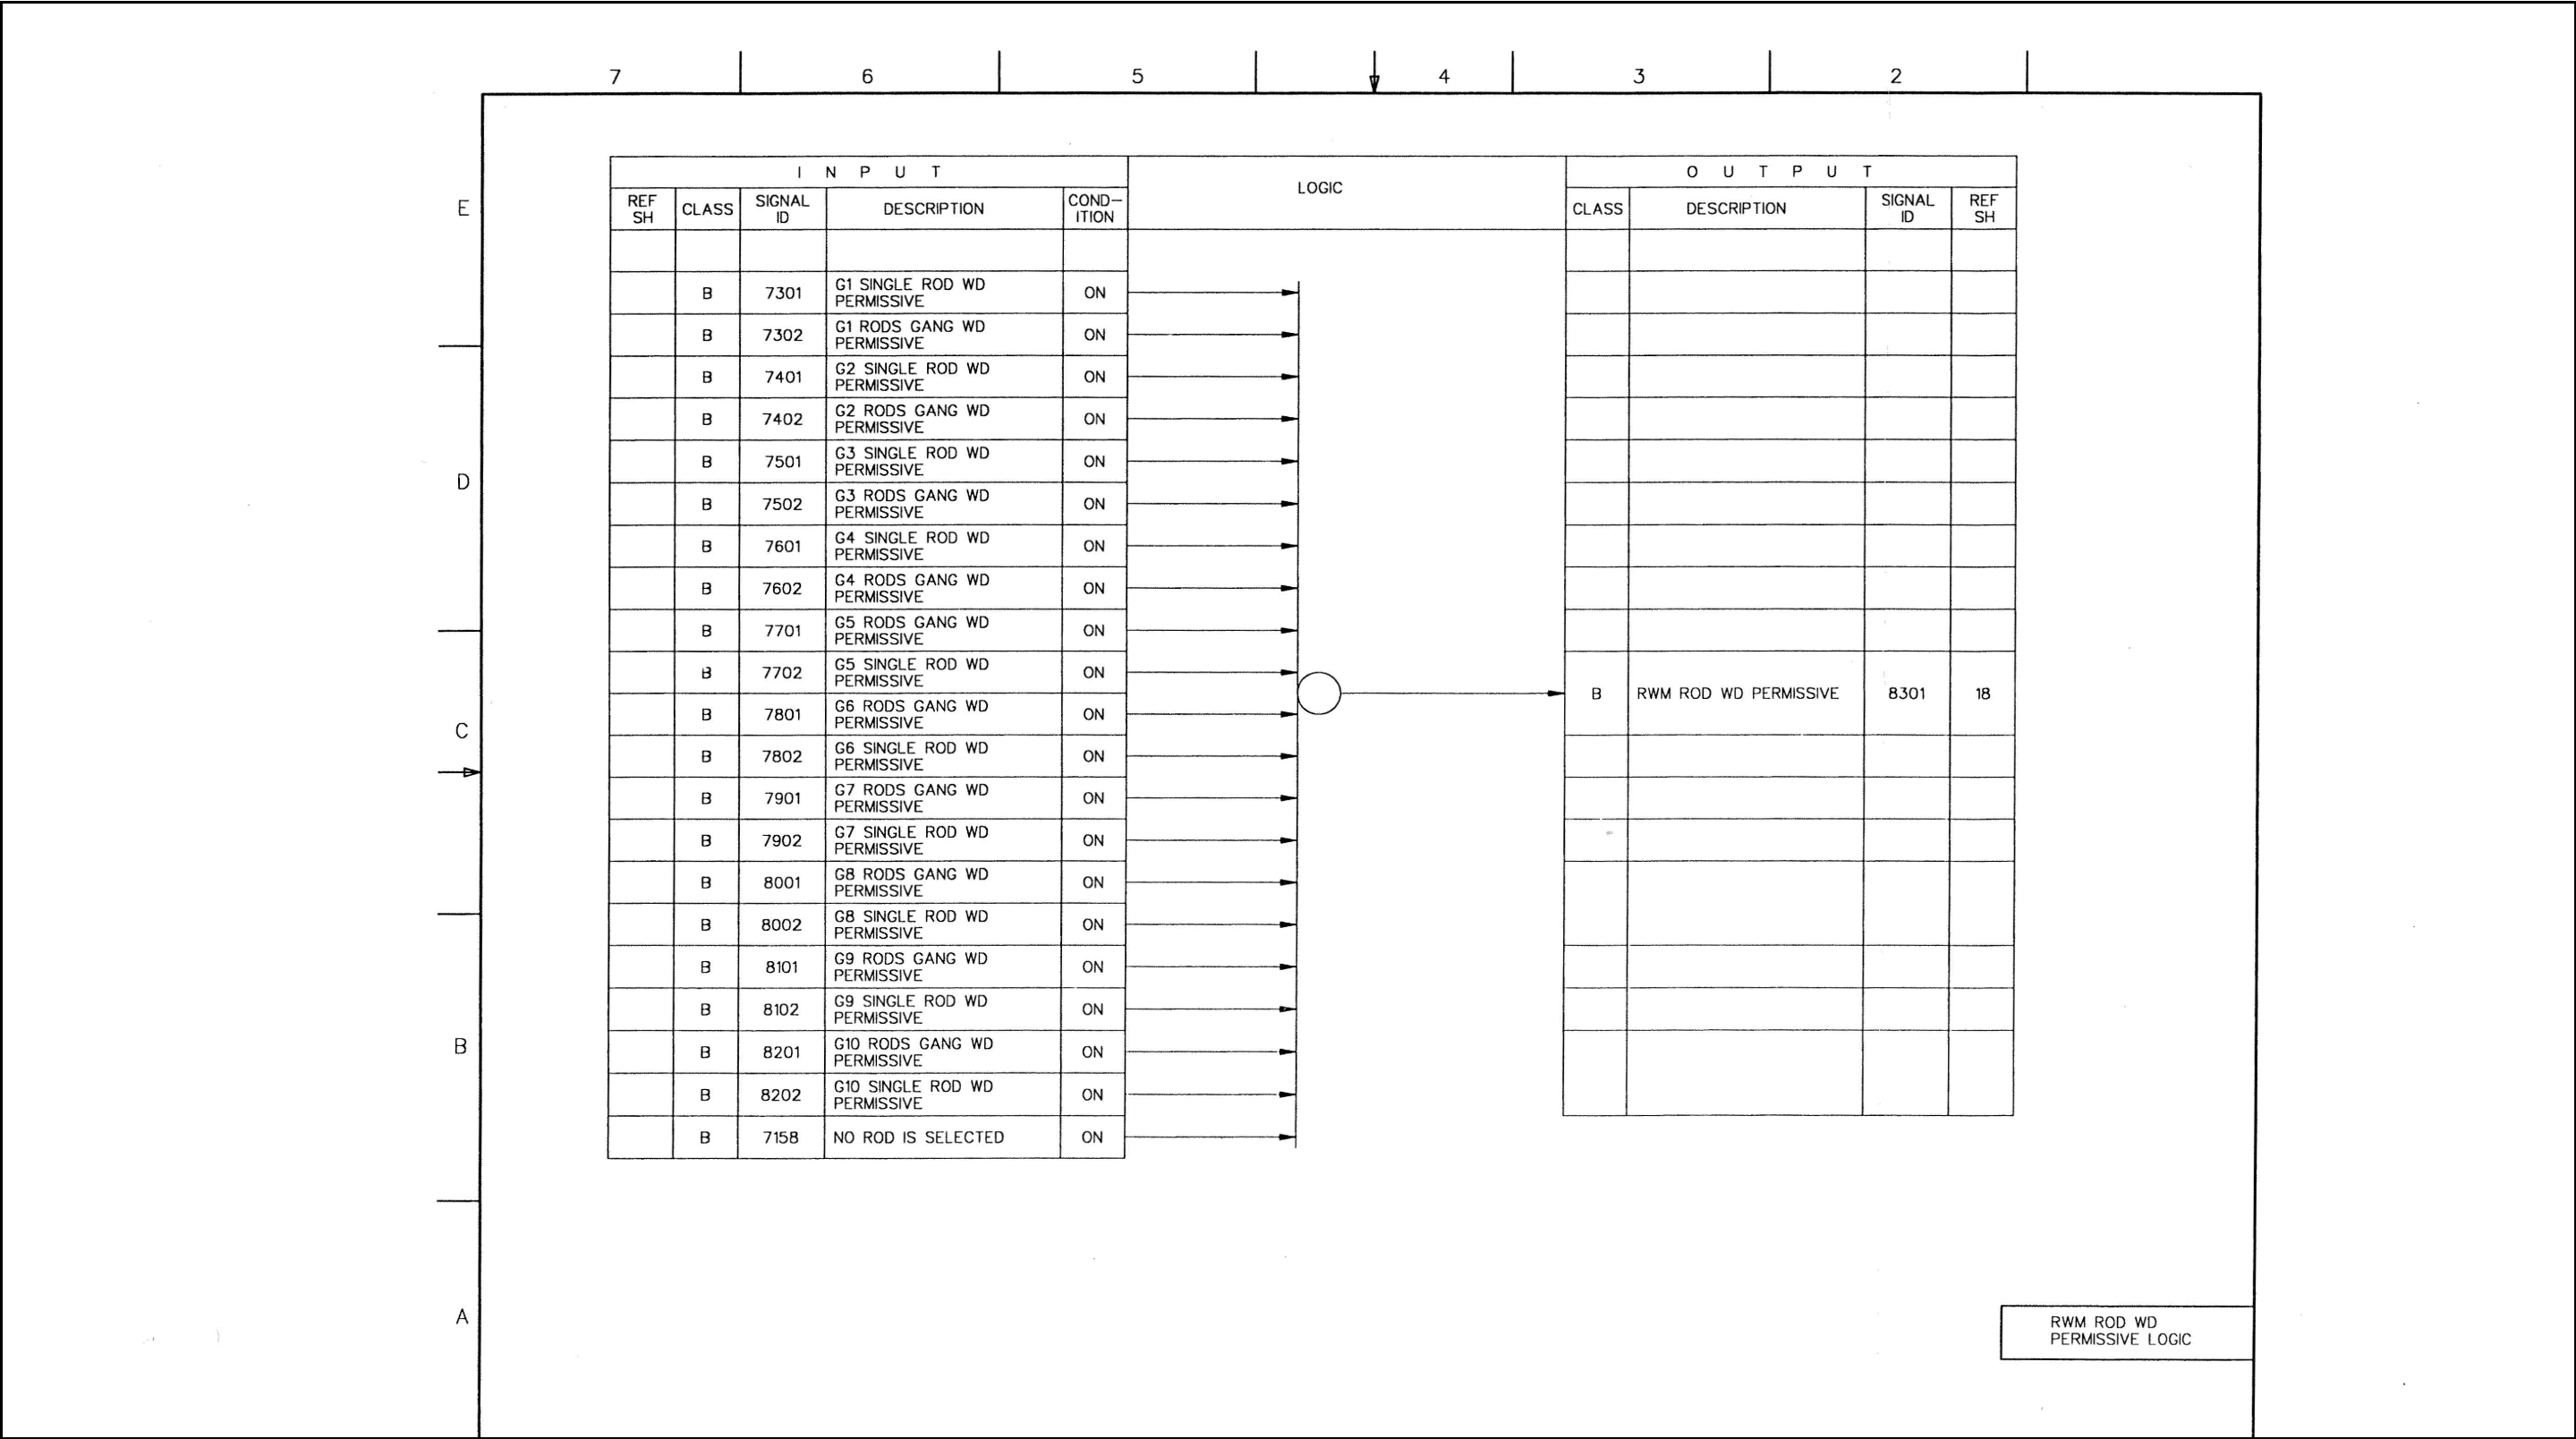 7 6 5 4 3 2
I N P U T LOGIC O U T P U T
REF SH CLASS SIGNAL ID DESCRIPTION COND-ITION CLASS DESCRIPTION SIGNAL ID REF SH
E
B 7301 G1 SINGLE ROD WD PERMISSIVE ON
B 7302 G1 RODS GANG WD PERMISSIVE ON
B 7401 G2 SINGLE ROD WD PERMISSIVE ON
B 7402 G2 RODS GANG WD PERMISSIVE ON
B 7501 G3 SINGLE ROD WD PERMISSIVE ON
D
B 7502 G3 RODS GANG WD PERMISSIVE ON
B 7601 G4 SINGLE ROD WD PERMISSIVE ON
B 7602 G4 RODS GANG WD PERMISSIVE ON
B 7701 G5 RODS GANG WD PERMISSIVE ON
B 7702 G5 SINGLE ROD WD PERMISSIVE ON
B RWM ROD WD PERMISSIVE 8301 18
B 7801 G6 RODS GANG WD PERMISSIVE ON
C
B 7802 G6 SINGLE ROD WD PERMISSIVE ON
B 7901 G7 RODS GANG WD PERMISSIVE ON
B 7902 G7 SINGLE ROD WD PERMISSIVE ON
B 8001 G8 RODS GANG WD PERMISSIVE ON
B 8002 G8 SINGLE ROD WD PERMISSIVE ON
B 8101 G9 RODS GANG WD PERMISSIVE ON
B 8102 G9 SINGLE ROD WD PERMISSIVE ON
B
B 8201 G10 RODS GANG WD PERMISSIVE ON
B 8202 G10 SINGLE ROD WD PERMISSIVE ON
B 7158 NO ROD IS SELECTED ON
A
RWM ROD WD
PERMISSIVE LOGIC